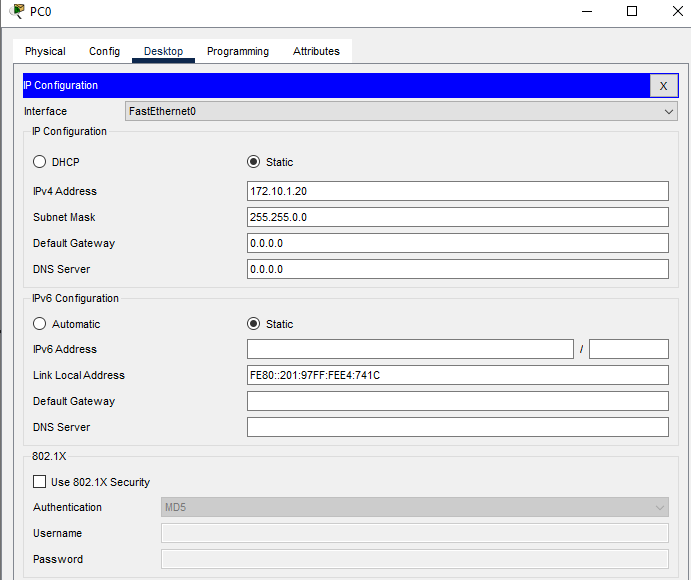 PC0
Physical Config Desktop Programming Attributes
IP Configuration X
Interface FastEthernet0
IP Configuration
DHCP Static
IPv4 Address 172.10.1.20
Subnet Mask 255.255.0.0
Default Gateway 0.0.0.0
DNS Server 0.0.0.0
IPv6 Configuration
Automatic Static
IPv6 Address /
Link Local Address FE80::201:97FF:FEE4:741C
Default Gateway
DNS Server
802.1X
Use 802.1X Security
Authentication MD5
Username
Password